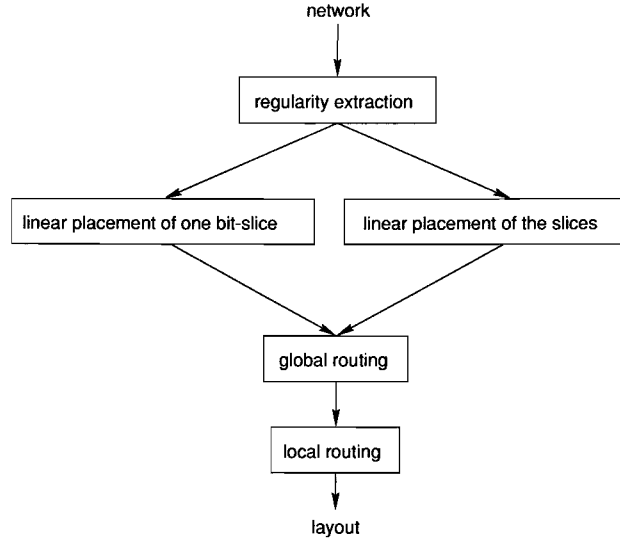 network
regularity extraction
linear placement of one bit-slice
linear placement of the slices
global routing
local routing
layout